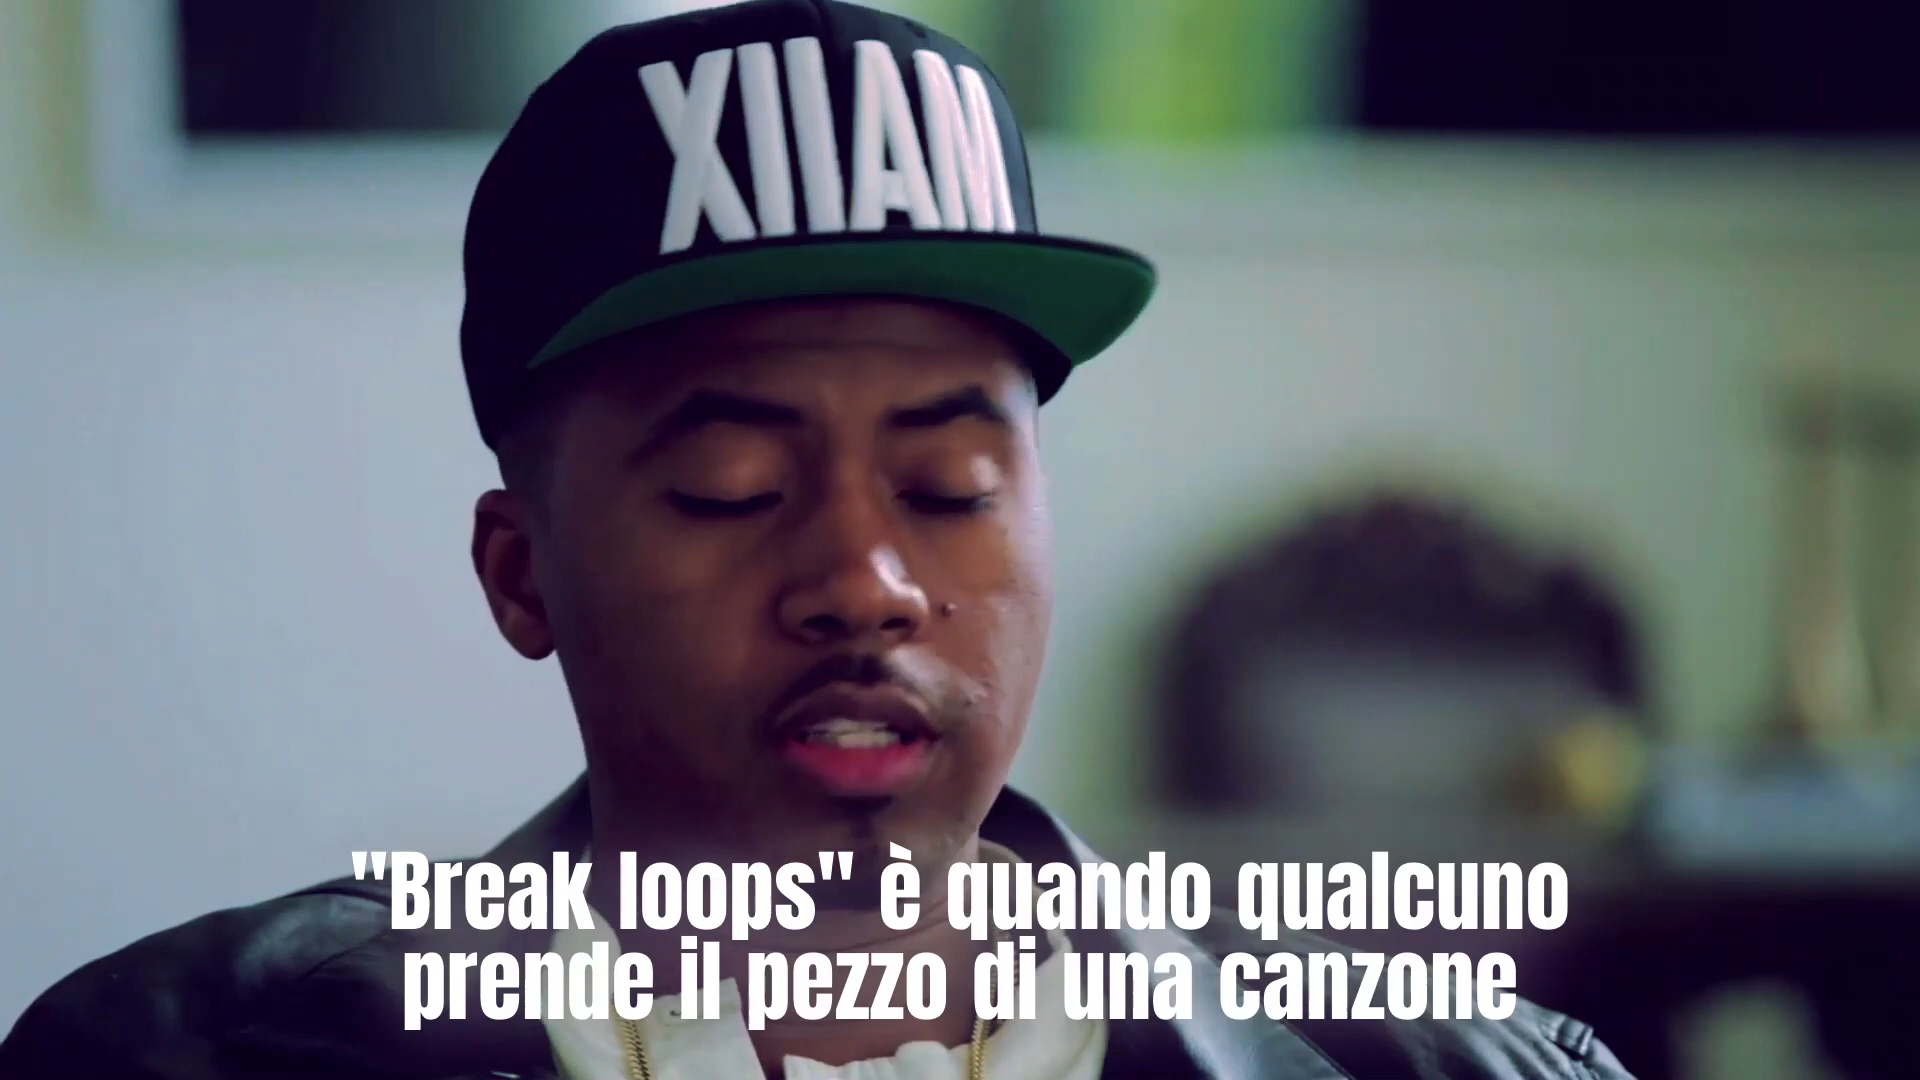 XIIAM
"Break loops" è quando qualcuno
prende il pezzo di una canzone